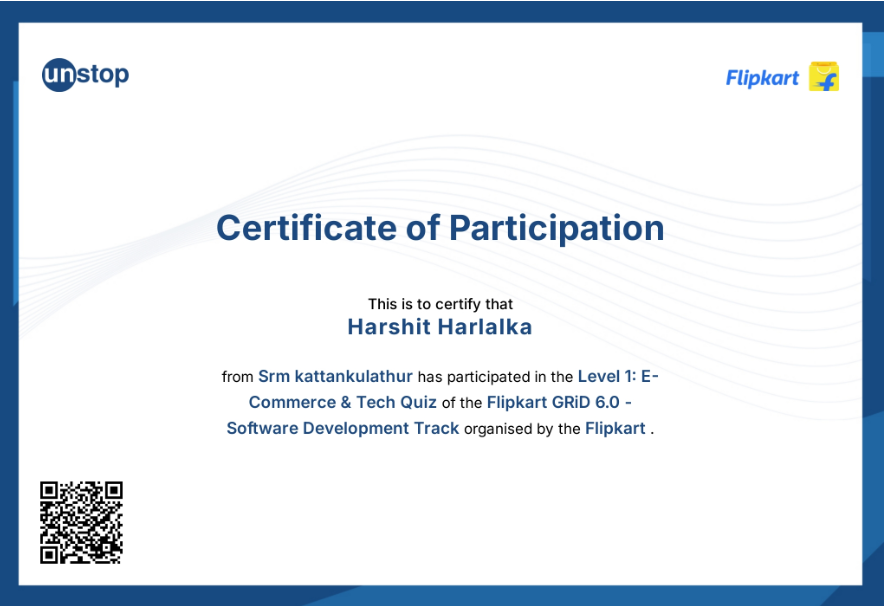 unstop
Flipkart
Certificate of Participation
This is to certify that
Harshit Harlalka
from Srm kattankulathur has participated in the Level 1: E-
Commerce & Tech Quiz of the Flipkart GRiD 6.0 -
Software Development Track organised by the Flipkart .